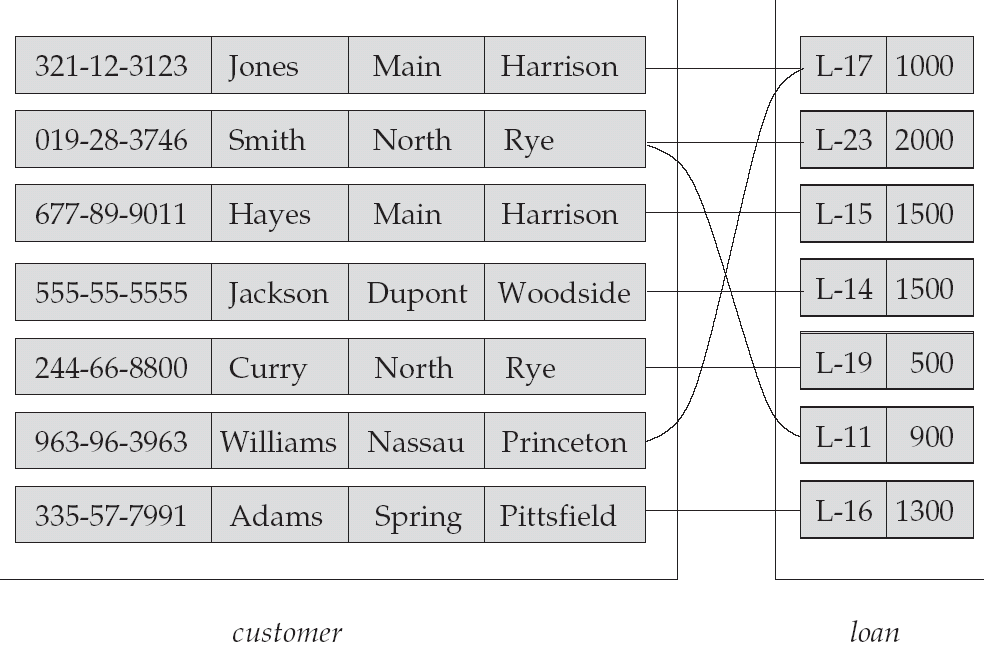 321-12-3123 Jones Main Harrison L-17 1000
019-28-3746 Smith North Rye L-23 2000
677-89-9011 Hayes Main Harrison L-15 1500
555-55-5555 Jackson Dupont Woodside L-14 1500
244-66-8800 Curry North Rye L-19 500
963-96-3963 Williams Nassau Princeton L-11 900
335-57-7991 Adams Spring Pittsfield L-16 1300
customer loan